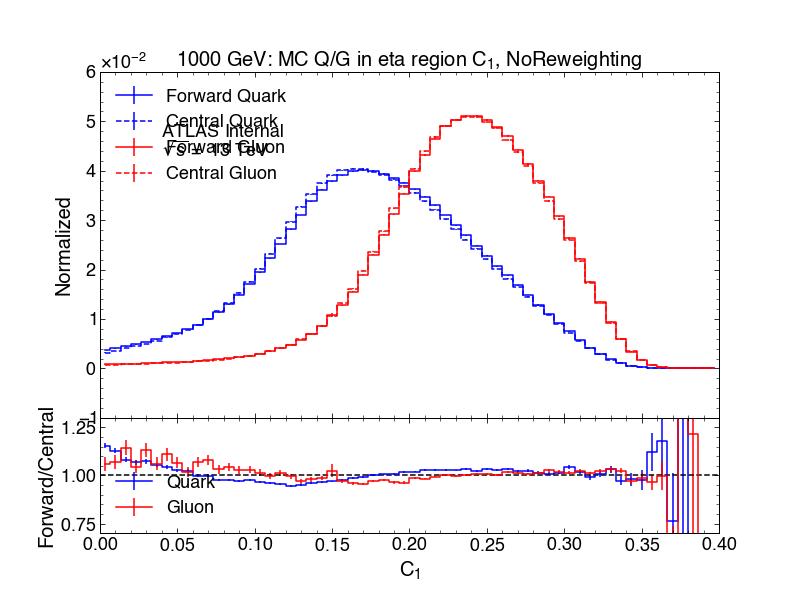 ×10⁻²
1000 GeV: MC Q/G in eta region C₁, NoReweighting
6
5
4
3
2
1
0
−1
Normalized
Forward Quark
Central Quark
ATLAS Internal
Forward Gluon
√s = 13 TeV
Central Gluon
1.25
1.00
0.75
Forward/Central
Quark
Gluon
0.00 0.05 0.10 0.15 0.20 0.25 0.30 0.35 0.40
C₁